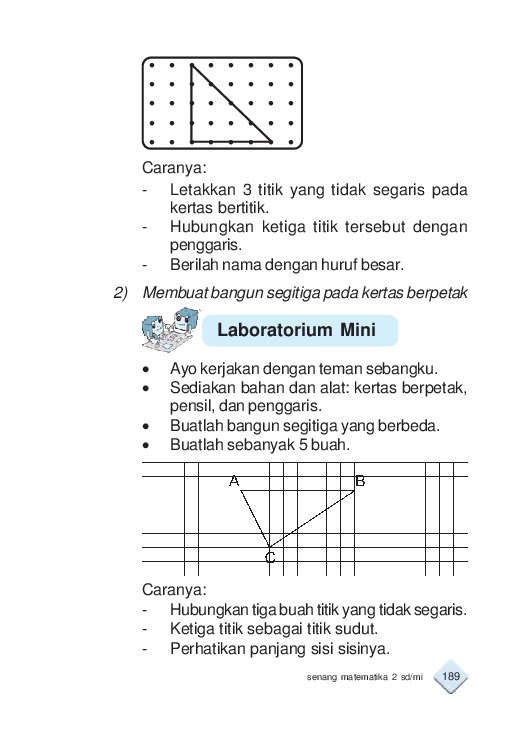 Caranya:
- Letakkan 3 titik yang tidak segaris pada
kertas bertitik.
- Hubungkan ketiga titik tersebut dengan
penggaris.
- Berilah nama dengan huruf besar.
2) Membuat bangun segitiga pada kertas berpetak
Laboratorium Mini
• Ayo kerjakan dengan teman sebangku.
• Sediakan bahan dan alat: kertas berpetak,
pensil, dan penggaris.
• Buatlah bangun segitiga yang berbeda.
• Buatlah sebanyak 5 buah.
A B
C
Caranya:
- Hubungkan tiga buah titik yang tidak segaris.
- Ketiga titik sebagai titik sudut.
- Perhatikan panjang sisi sisinya.
senang matematika 2 sd/mi 189